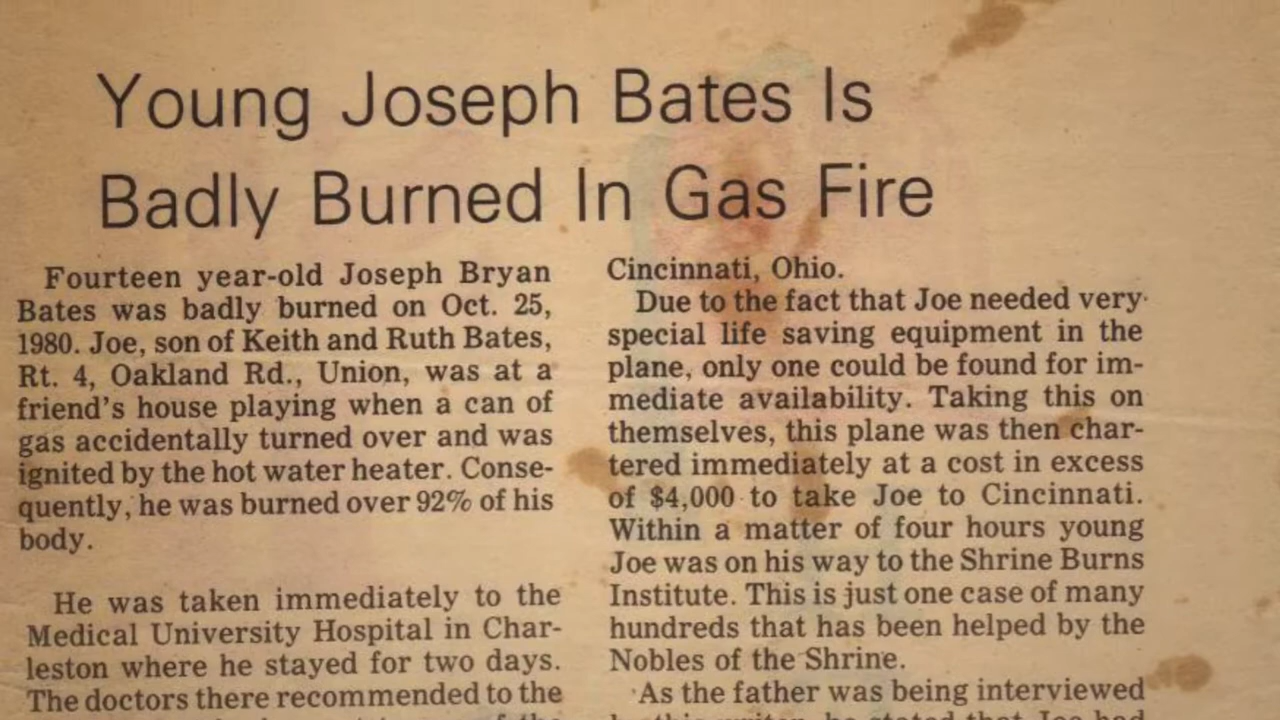 Young Joseph Bates Is
Badly Burned In Gas Fire
Fourteen year-old Joseph Bryan
Bates was badly burned on Oct. 25,
1980. Joe, son of Keith and Ruth Bates,
Rt. 4, Oakland Rd., Union, was at a
friend's house playing when a can of
gas accidentally turned over and was
ignited by the hot water heater. Conse-
quently, he was burned over 92% of his
body.
He was taken immediately to the
Medical University Hospital in Char-
leston where he stayed for two days.
The doctors there recommended to the
Cincinnati, Ohio.
Due to the fact that Joe needed very
special life saving equipment in the
plane, only one could be found for im-
mediate availability. Taking this on
themselves, this plane was then char-
tered immediately at a cost in excess
of $4,000 to take Joe to Cincinnati.
Within a matter of four hours young
Joe was on his way to the Shrine Burns
Institute. This is just one case of many
hundreds that has been helped by the
Nobles of the Shrine.
As the father was being interviewed